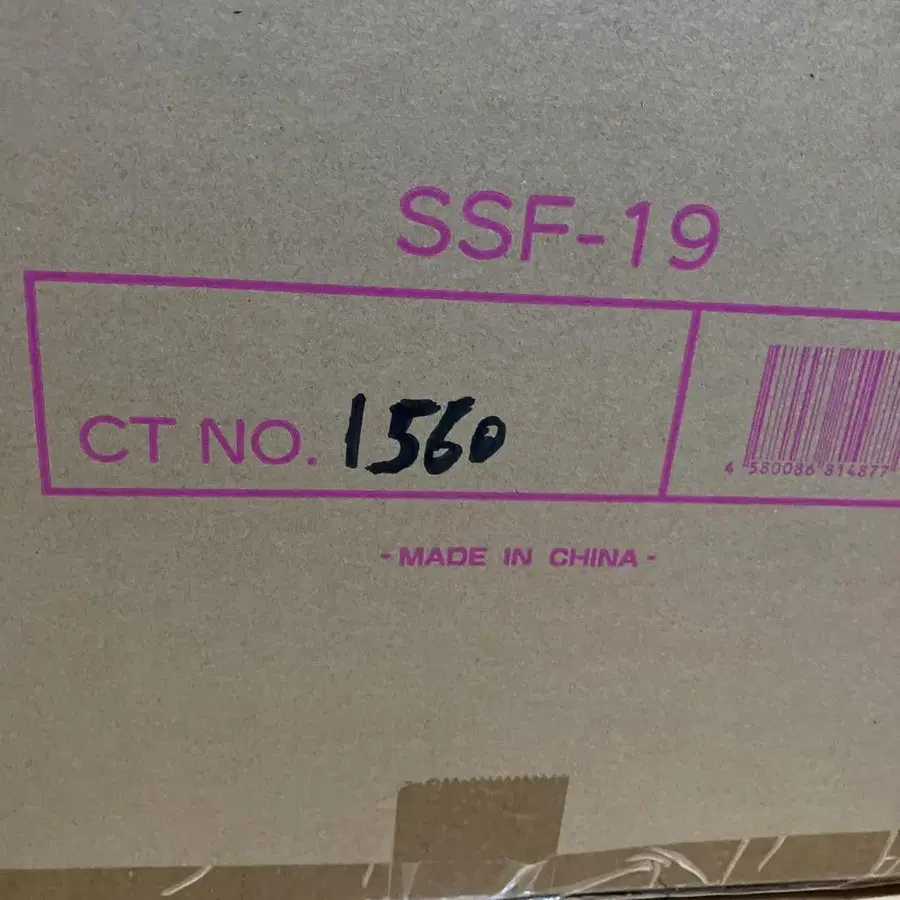 SSF-19
CT NO. 1560
4 580086 814877
- MADE IN CHINA -